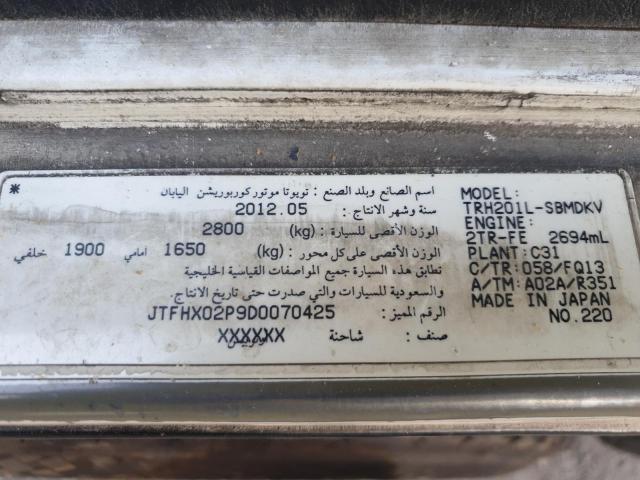 *
اسم الصانع وبلد الصنع : تويوتا موتور كوربوريشن اليابان
سنة وشهر الانتاج : 2012.05
الوزن الأقصى للسيارة : (kg) 2800
الوزن الأقصى على كل محور : (kg) 1650 امامي 1900 خلفي
تطابق هذه السيارة جميع المواصفات القياسية الخليجية
والسعودية للسيارات والتي صدرت حتى تاريخ الانتاج.
الرقم المميز : JTFHX02P9D0070425
صنف : شاحنة XXXXXX
MODEL:
TRH201L-SBMDKV
ENGINE:
2TR-FE 2694mL
PLANT: C31
C/TR: 058/FQ13
A/TM: A02A/R351
MADE IN JAPAN
NO.220